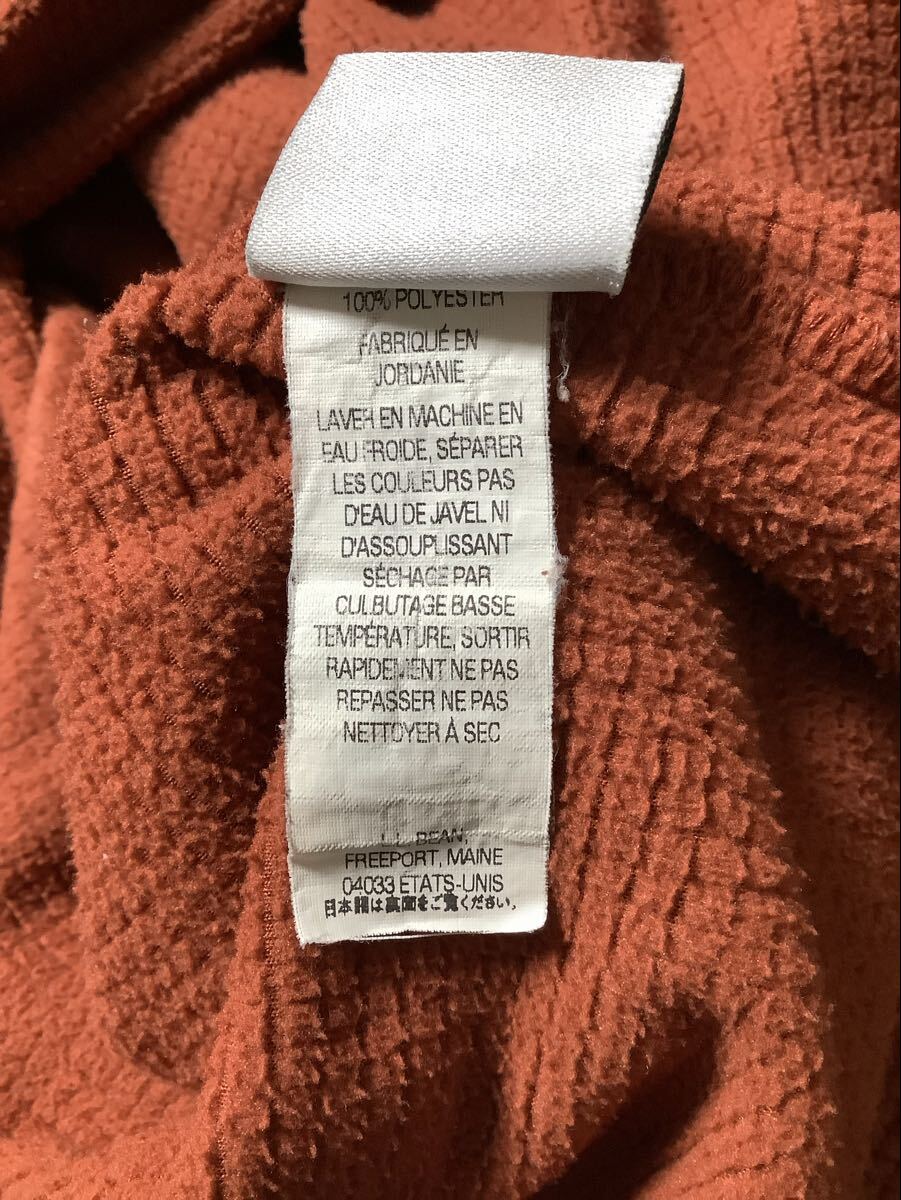 100% POLYESTER
FABRIQUÉ EN
JORDANIE
LAVER EN MACHINE EN
EAU FROIDE, SÉPARER
LES COULEURS PAS
D'EAU DE JAVEL NI
D'ASSOUPLISSANT
SÉCHAGE PAR
CULBUTAGE BASSE
TEMPÉRATURE, SORTIR
RAPIDEMENT NE PAS
REPASSER NE PAS
NETTOYER À SEC
L.L. BEAN,
FREEPORT, MAINE
04033 ÉTATS-UNIS
日本語は裏面をご覧ください。